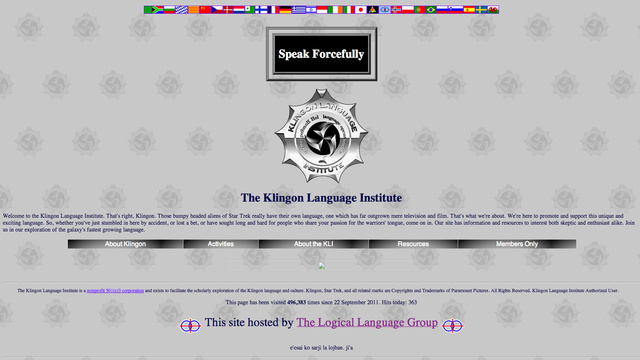 Speak Forcefully
KLINGON LANGUAGE
INSTITUTE
The Klingon Language Institute
Welcome to the Klingon Language Institute. That's right, Klingon. Those bumpy headed aliens of Star Trek really have their own language, one which has far outgrown mere television and film. That's what we're about. We're here to promote and support this unique and
exciting language. So, whether you've just stumbled in here by accident, or lost a bet, or have sought long and hard for people who share your passion for the warriors' tongue, come on in. Our site has information and resources to interest both skeptic and enthusiast alike. Join
us in our exploration of the galaxy's fastest growing language.
About Klingon Activities About the KLI Resources Members Only
The Klingon Language Institute is a nonprofit 501(c)3 corporation and exists to facilitate the scholarly exploration of the Klingon language and culture. Klingon, Star Trek, and all related marks are Copyrights and Trademarks of Paramount Pictures. All Rights Reserved. Klingon Language Institute Authorized User.
This page has been visited 496,383 times since 22 September 2011. Hits today: 363
This site hosted by The Logical Language Group
e'osai ko sarji la lojban. ji'a